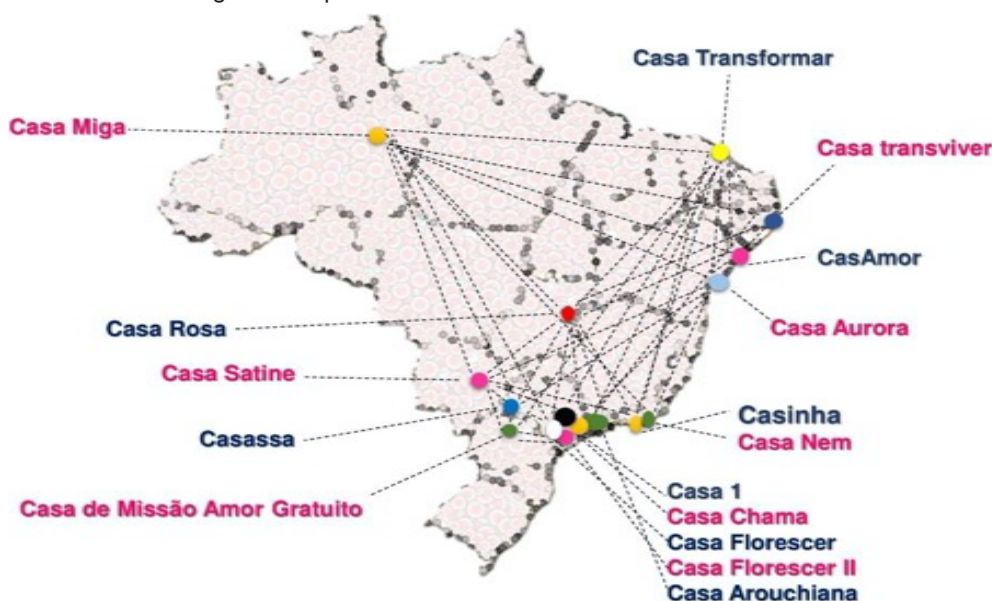 Casa Transformar
Casa Miga
Casa transviver
CasAmor
Casa Aurora
Casa Rosa
Casa Satine
Casinha
Casassa
Casa Nem
Casa 1
Casa de Missão Amor Gratuito
Casa Chama
Casa Florescer
Casa Florescer II
Casa Arouchiana